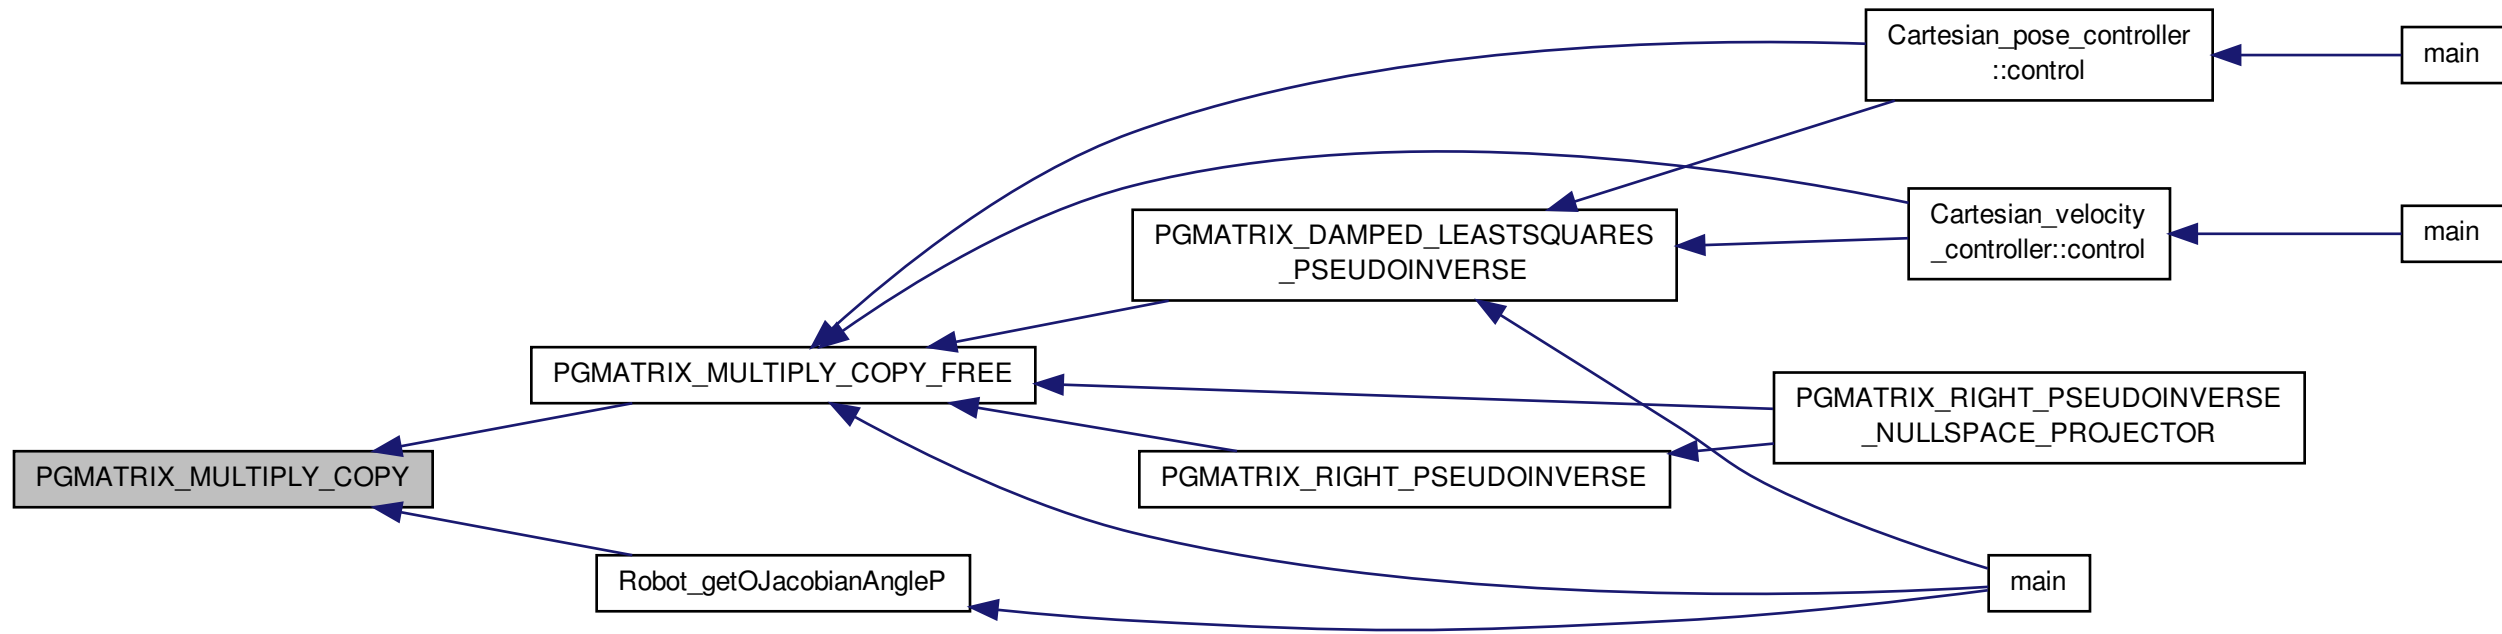 Cartesian_pose_controller
::control
main
Cartesian_velocity
_controller::control
main
PGMATRIX_DAMPED_LEASTSQUARES
_PSEUDOINVERSE
PGMATRIX_MULTIPLY_COPY_FREE
PGMATRIX_RIGHT_PSEUDOINVERSE
_NULLSPACE_PROJECTOR
PGMATRIX_MULTIPLY_COPY
PGMATRIX_RIGHT_PSEUDOINVERSE
Robot_getOJacobianAngleP
main